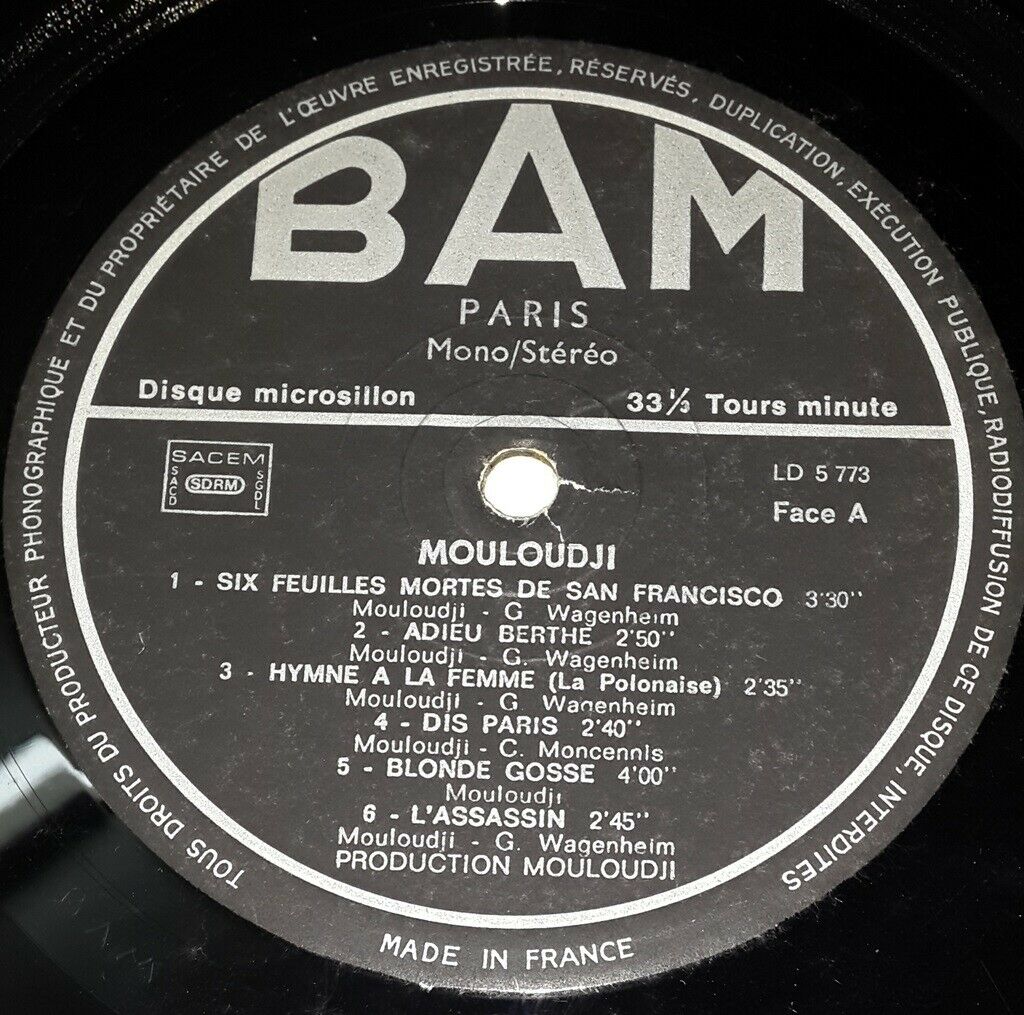 TOUS DROITS DU PRODUCTEUR PHONOGRAPHIQUE ET DU PROPRIÉTAIRE DE L'ŒUVRE ENREGISTRÉE, RÉSERVÉS, DUPLICATION, EXÉCUTION PUBLIQUE, RADIODIFFUSION DE CE DISQUE, INTERDITES
BAM
PARIS
Mono/Stéréo
Disque microsillon
33 ⅓ Tours minute
SACEM
SACD
SDRM
SGDL
LD 5 773
Face A
MOULOUDJI
1 - SIX FEUILLES MORTES DE SAN FRANCISCO 3'30''
Mouloudji - G Wagenheim
2 - ADIEU BERTHE 2'50''
Mouloudji - G. Wagenheim
3 - HYMNE A LA FEMME (La Polonaise) 2'35''
Mouloudji - G. Wagenheim
4 - DIS PARIS 2'40''
Mouloudji - C. Moncennis
5 - BLONDE GOSSE 4'00''
Mouloudji
6 - L'ASSASSIN 2'45''
Mouloudji - G. Wagenheim
PRODUCTION MOULOUDJI
MADE IN FRANCE